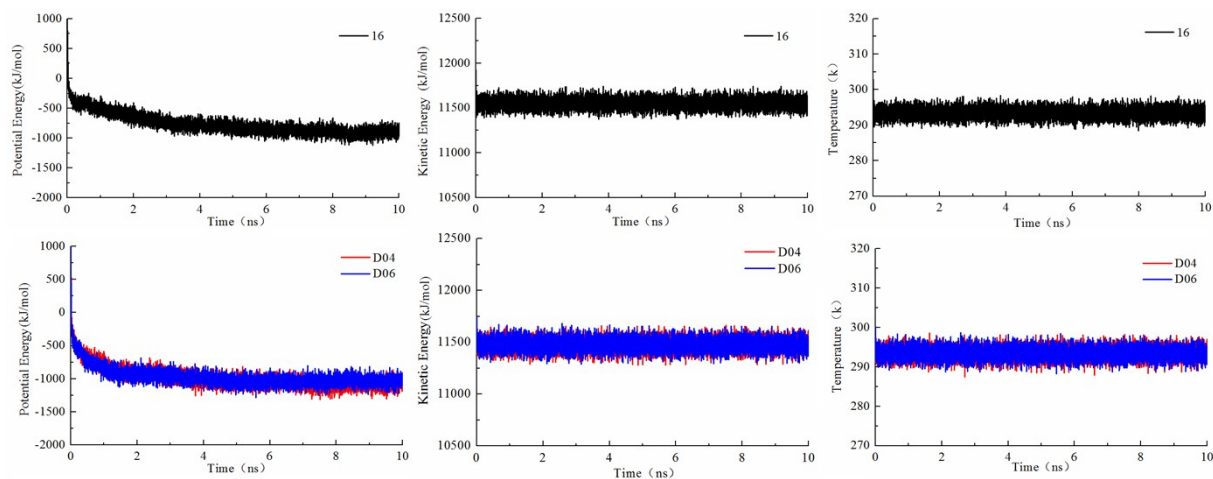 1000
500
0
-500
-1000
-1500
-2000
Potential Energy(kJ/mol)
16
0 2 4 6 8 10
Time（ns）
12500
11500
11000
10500
Kinetic Energy (kJ/mol)
16
0 2 4 6 8 10
Time（ns）
320
310
300
290
280
270
Temperature（k）
16
0 2 4 6 8 10
Time（ns）
1000
500
0
-500
-1000
-1500
-2000
Potential Energy(kJ/mol)
D04
D06
0 2 4 6 8 10
Time（ns）
12500
11500
11000
10500
Kinetic Energy(kJ/mol)
D04
D06
0 2 4 6 8 10
Time（ns）
320
310
300
290
280
270
Temperature（k）
D04
D06
0 2 4 6 8 10
Time（ns）